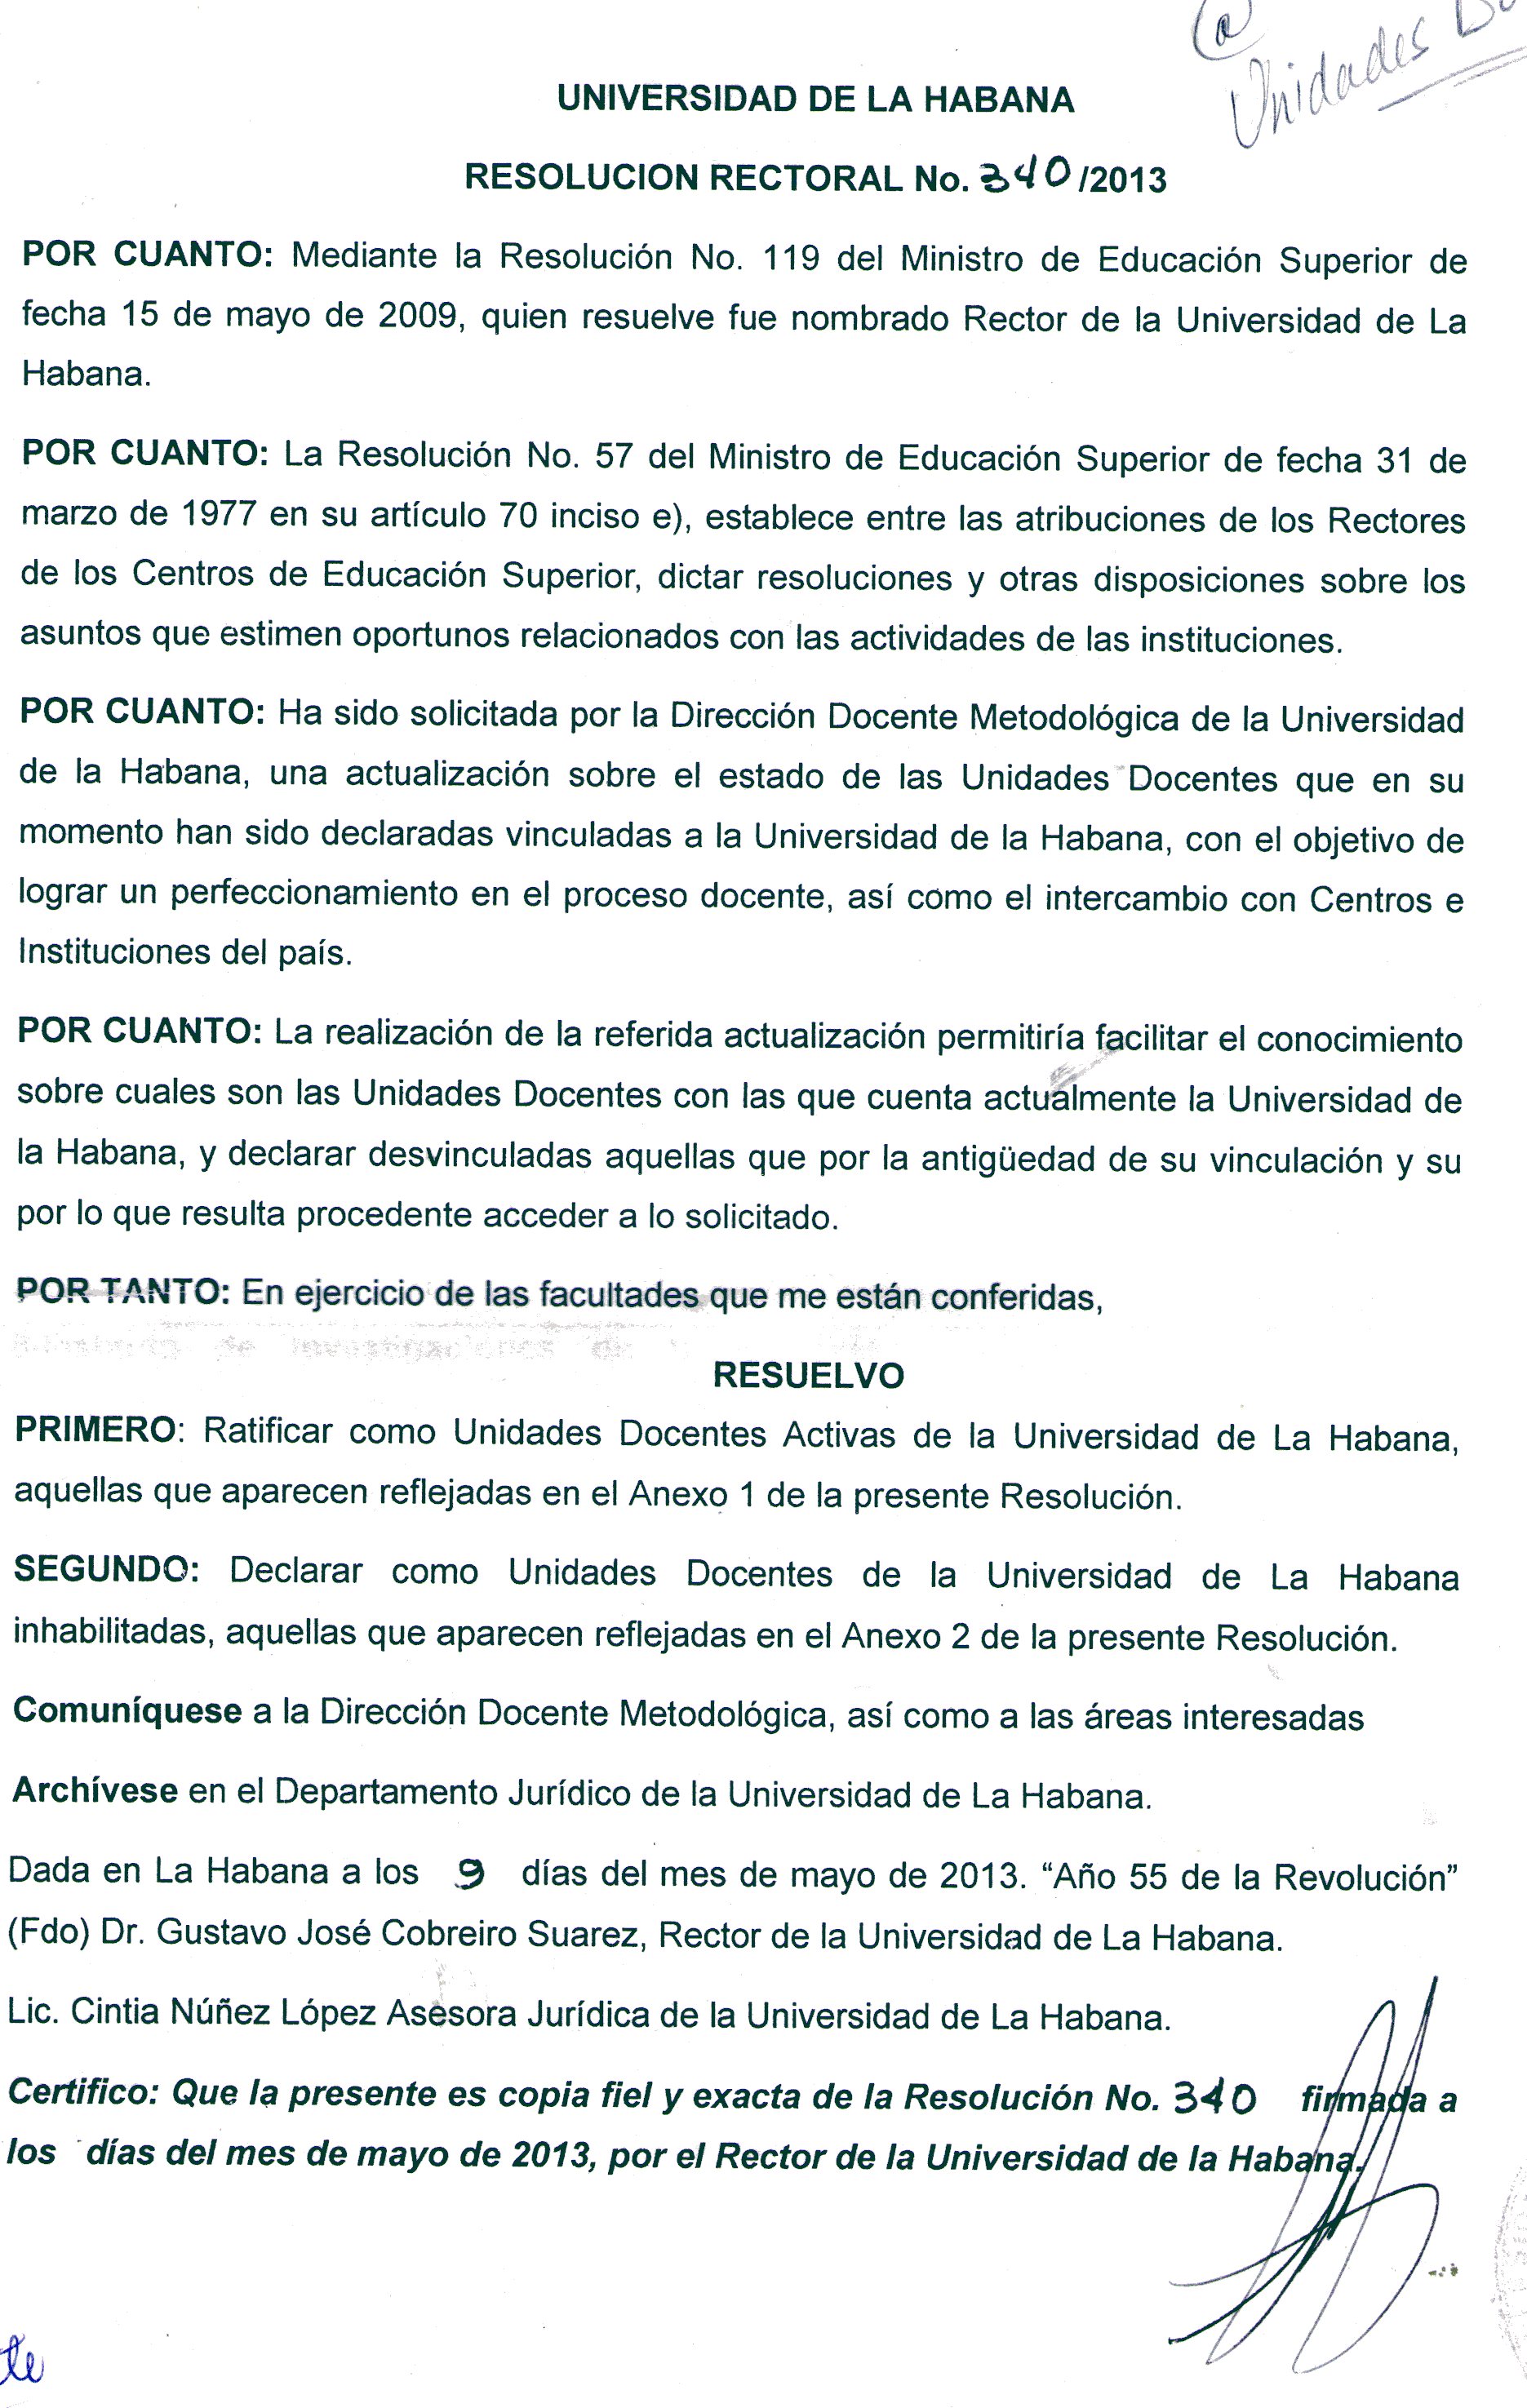 Unidades
UNIVERSIDAD DE LA HABANA
RESOLUCION RECTORAL No. 340/2013
POR CUANTO: Mediante la Resolución No. 119 del Ministro de Educación Superior de
fecha 15 de mayo de 2009, quien resuelve fue nombrado Rector de la Universidad de La
Habana.
POR CUANTO: La Resolución No. 57 del Ministro de Educación Superior de fecha 31 de
marzo de 1977 en su artículo 70 inciso e), establece entre las atribuciones de los Rectores
de los Centros de Educación Superior, dictar resoluciones y otras disposiciones sobre los
asuntos que estimen oportunos relacionados con las actividades de las instituciones.
POR CUANTO: Ha sido solicitada por la Dirección Docente Metodológica de la Universidad
de la Habana, una actualización sobre el estado de las Unidades Docentes que en su
momento han sido declaradas vinculadas a la Universidad de la Habana, con el objetivo de
lograr un perfeccionamiento en el proceso docente, así como el intercambio con Centros e
Instituciones del país.
POR CUANTO: La realización de la referida actualización permitiría facilitar el conocimiento
sobre cuales son las Unidades Docentes con las que cuenta actualmente la Universidad de
la Habana, y declarar desvinculadas aquellas que por la antigüedad de su vinculación y su
por lo que resulta procedente acceder a lo solicitado.
POR TANTO: En ejercicio de las facultades que me están conferidas,
RESUELVO
PRIMERO: Ratificar como Unidades Docentes Activas de la Universidad de La Habana,
aquellas que aparecen reflejadas en el Anexo 1 de la presente Resolución.
SEGUNDO: Declarar como Unidades Docentes de la Universidad de La Habana
inhabilitadas, aquellas que aparecen reflejadas en el Anexo 2 de la presente Resolución.
Comuníquese a la Dirección Docente Metodológica, así como a las áreas interesadas
Archívese en el Departamento Jurídico de la Universidad de La Habana.
Dada en La Habana a los 9 días del mes de mayo de 2013. “Año 55 de la Revolución”
(Fdo) Dr. Gustavo José Cobreiro Suarez, Rector de la Universidad de La Habana.
Lic. Cintia Núñez López Asesora Jurídica de la Universidad de La Habana.
Certifico: Que la presente es copia fiel y exacta de la Resolución No. 340 firmada a
los días del mes de mayo de 2013, por el Rector de la Universidad de la Habana.
te